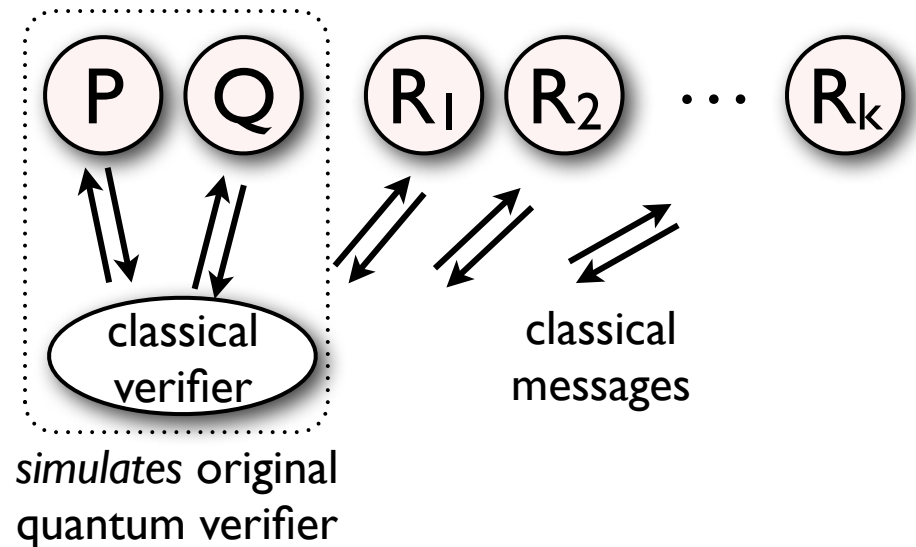 P Q R₁ R₂ ··· Rₖ
classical
verifier
classical
messages
simulates original
quantum verifier